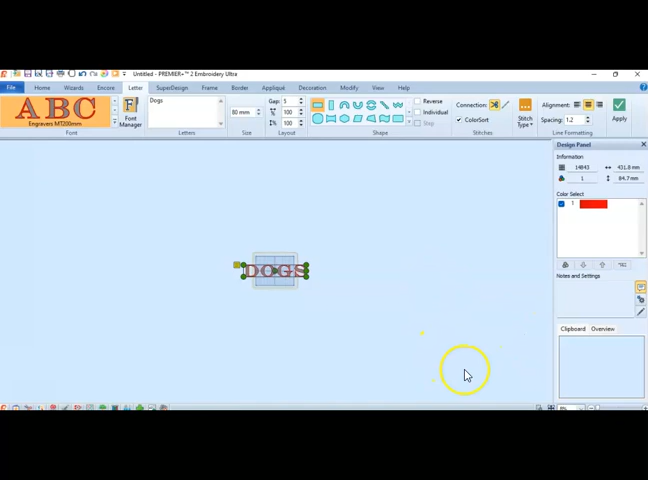 Untitled - PREMIER+™ 2 Embroidery Ultra
File Home Wizards Encore Letter SuperDesign Frame Border Appliqué Decoration Modify View Help
ABC
Engravers MT200mm
Font Manager
Font
Dogs
Letters
80 mm
Size
Gap: 5
% 100
% 100
Layout
Shape
Reverse
Individual
Step
Connection:
ColorSort
Stitch Type
Stitches
Alignment:
Spacing: 1.2
Line Formatting
Apply
Design Panel
Information
14843 431.8 mm
1 84.7 mm
Color Select
1
Notes and Settings
Clipboard Overview
DOGS